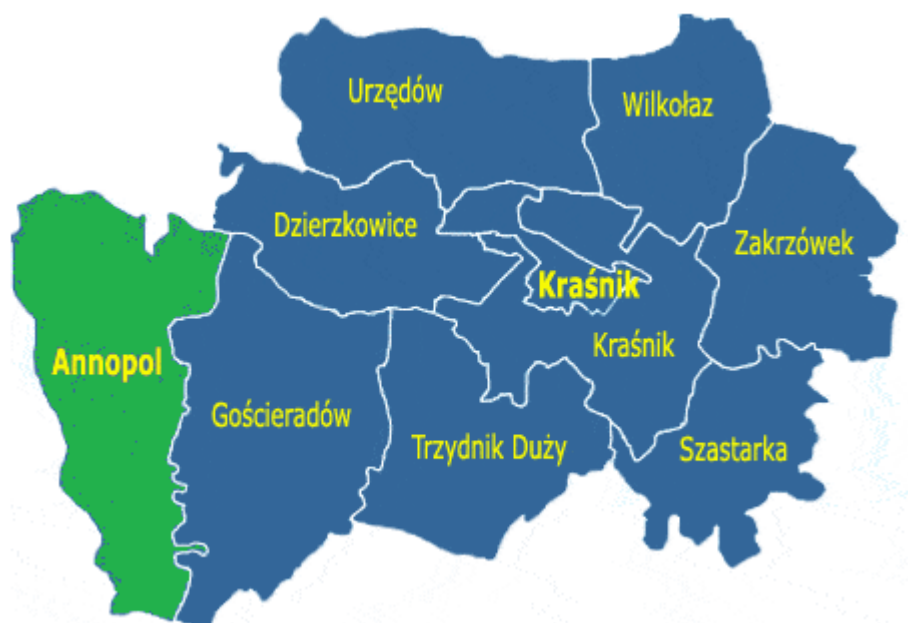 Urzędów
Wilkołaz
Dzierzkowice
Zakrzówek
Kraśnik
Kraśnik
Annopol
Gościeradów
Trzydnik Duży
Szastarka